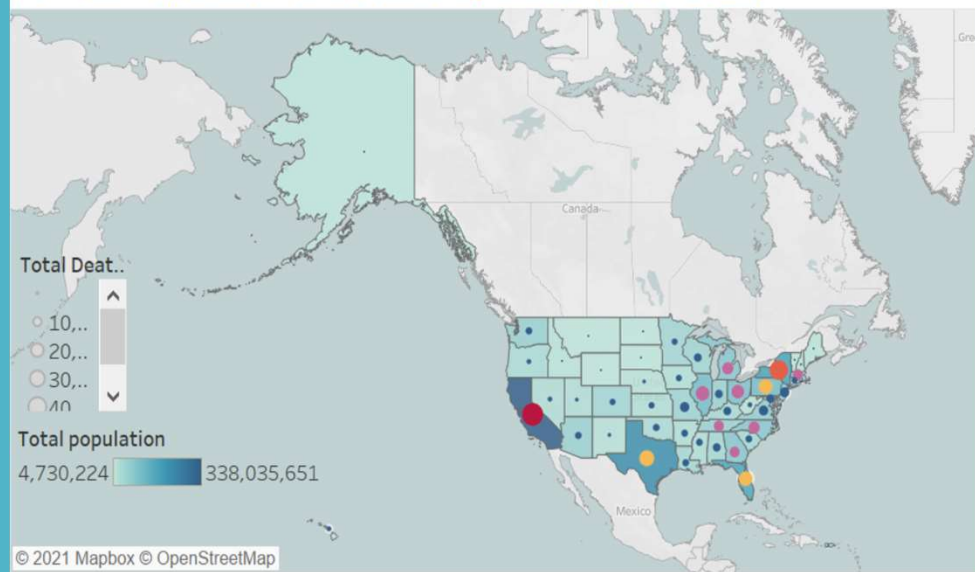 Gro
Canada
Total Deat..
10,..
20,..
30,..
40
Total population
4,730,224
338,035,651
Mexico
© 2021 Mapbox © OpenStreetMap